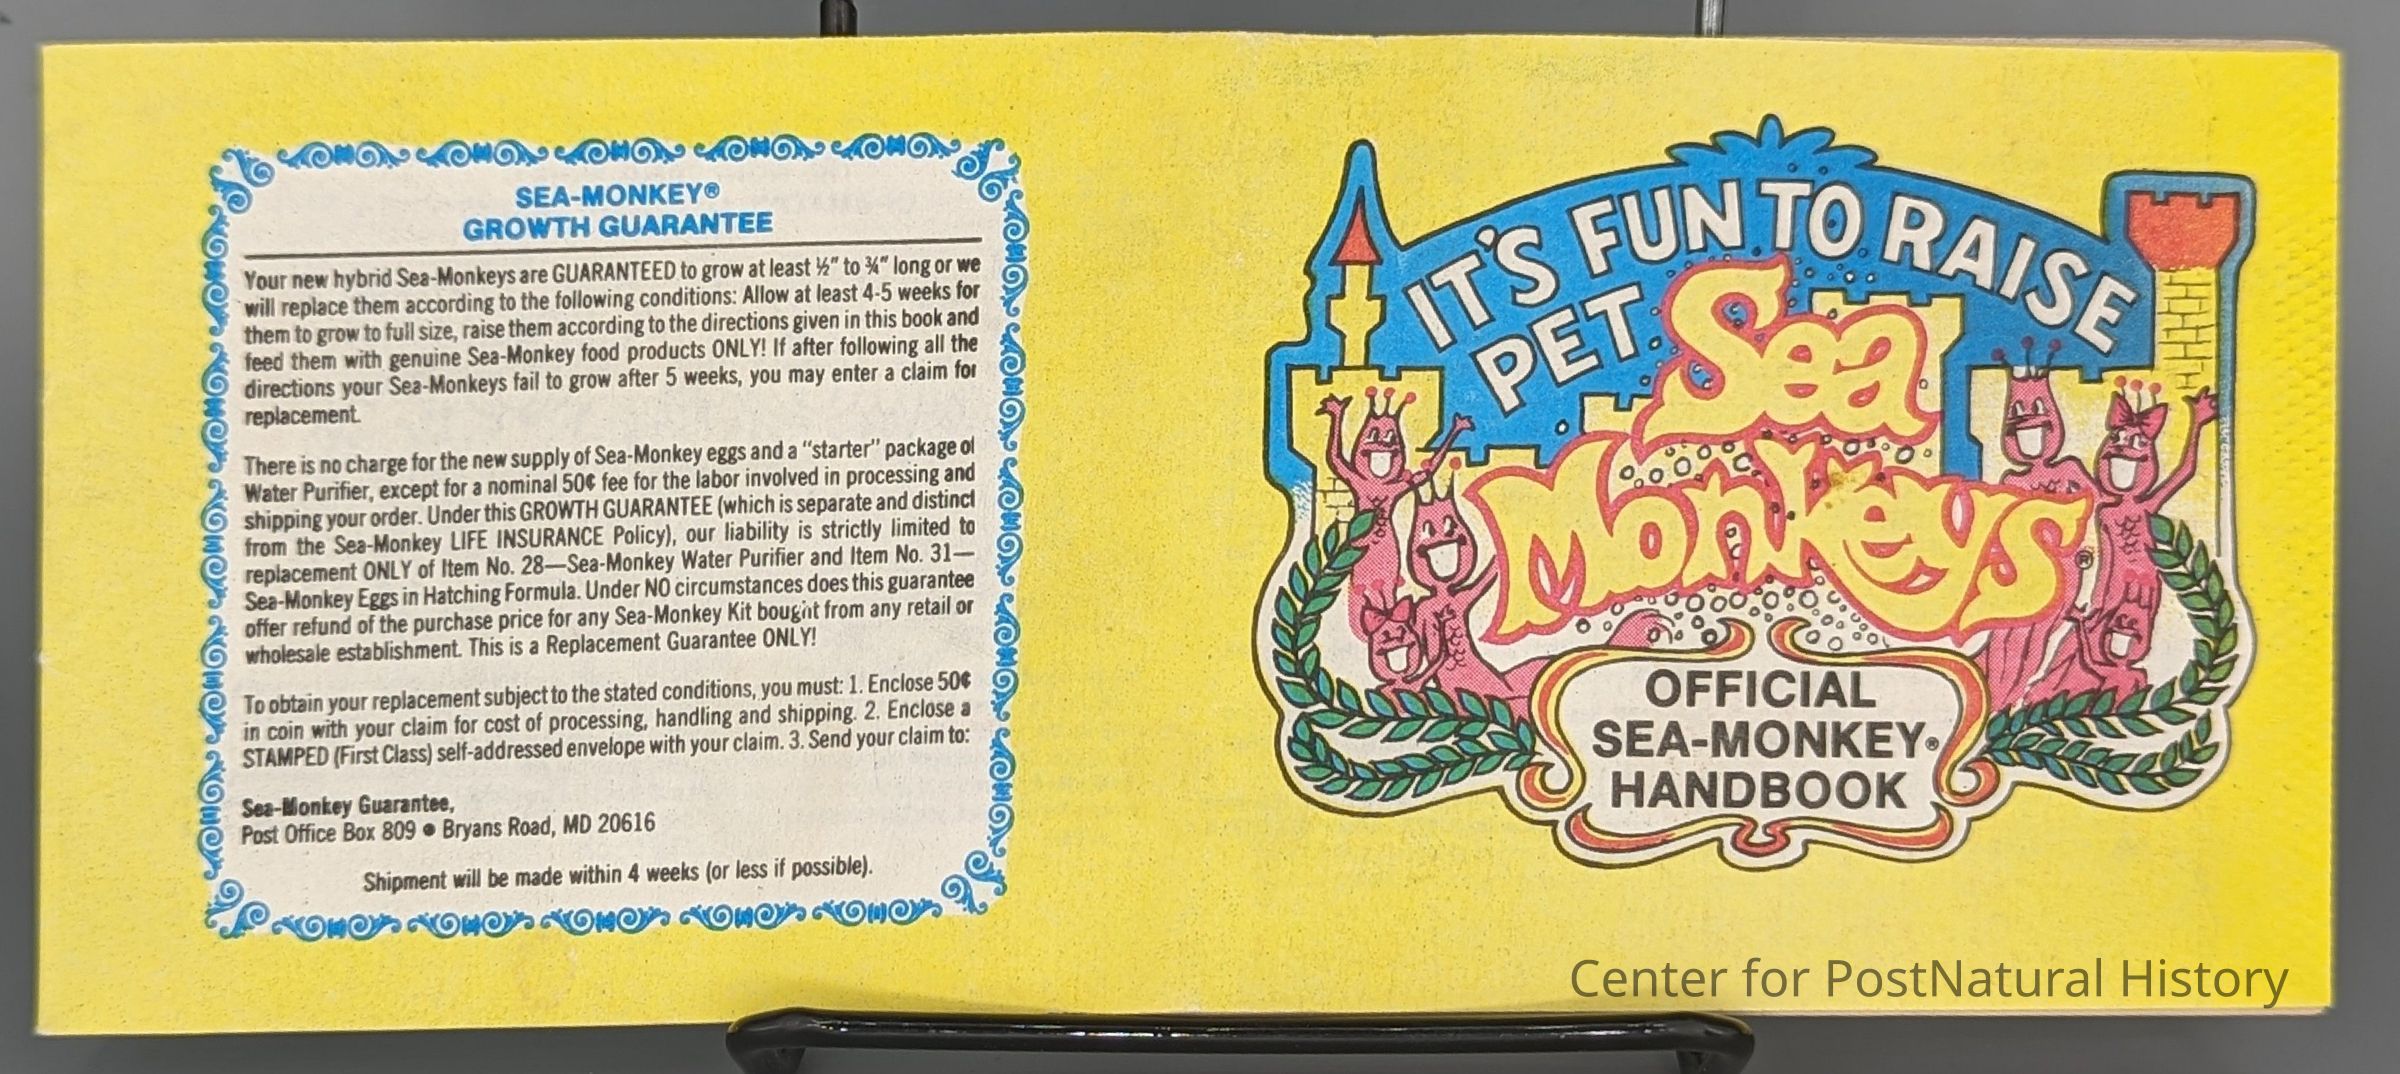 SEA-MONKEY®
GROWTH GUARANTEE
Your new hybrid Sea-Monkeys are GUARANTEED to grow at least ½" to ¾" long or we
will replace them according to the following conditions: Allow at least 4-5 weeks for
them to grow to full size, raise them according to the directions given in this book and
feed them with genuine Sea-Monkey food products ONLY! If after following all the
directions your Sea-Monkeys fail to grow after 5 weeks, you may enter a claim for
replacement.
There is no charge for the new supply of Sea-Monkey eggs and a "starter" package of
Water Purifier, except for a nominal 50¢ fee for the labor involved in processing and
shipping your order. Under this GROWTH GUARANTEE (which is separate and distinct
from the Sea-Monkey LIFE INSURANCE Policy), our liability is strictly limited to
replacement ONLY of Item No. 28—Sea-Monkey Water Purifier and Item No. 31—
Sea-Monkey Eggs in Hatching Formula. Under NO circumstances does this guarantee
offer refund of the purchase price for any Sea-Monkey Kit bought from any retail or
wholesale establishment. This is a Replacement Guarantee ONLY!
To obtain your replacement subject to the stated conditions, you must: 1. Enclose 50¢
in coin with your claim for cost of processing, handling and shipping. 2. Enclose a
STAMPED (First Class) self-addressed envelope with your claim. 3. Send your claim to:
Sea-Monkey Guarantee,
Post Office Box 809 ● Bryans Road, MD 20616
Shipment will be made within 4 weeks (or less if possible).
IT'S FUN TO RAISE
PET Sea
Monkeys®
OFFICIAL
SEA-MONKEY®
HANDBOOK
Center for PostNatural History